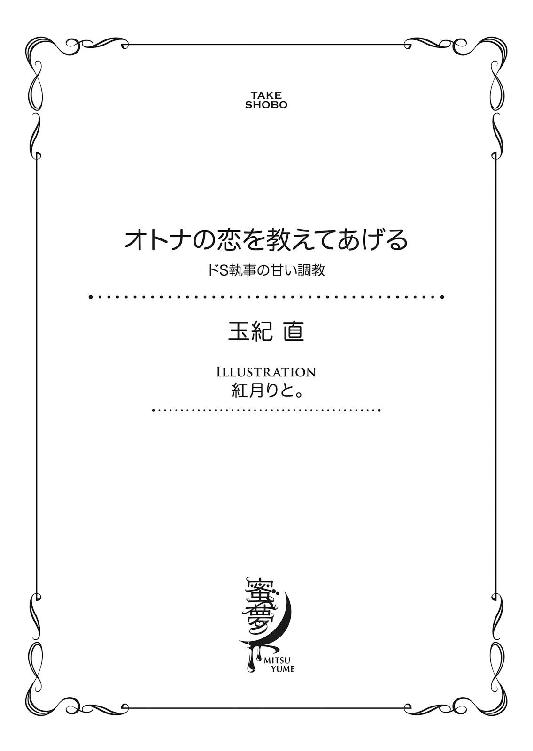 TAKE
SHOBO
オトナの恋を教えてあげる
ドS執事の甘い調教
玉紀 直
ILLUSTRATION
紅月りと。
蜜夢
MITSU
YUME